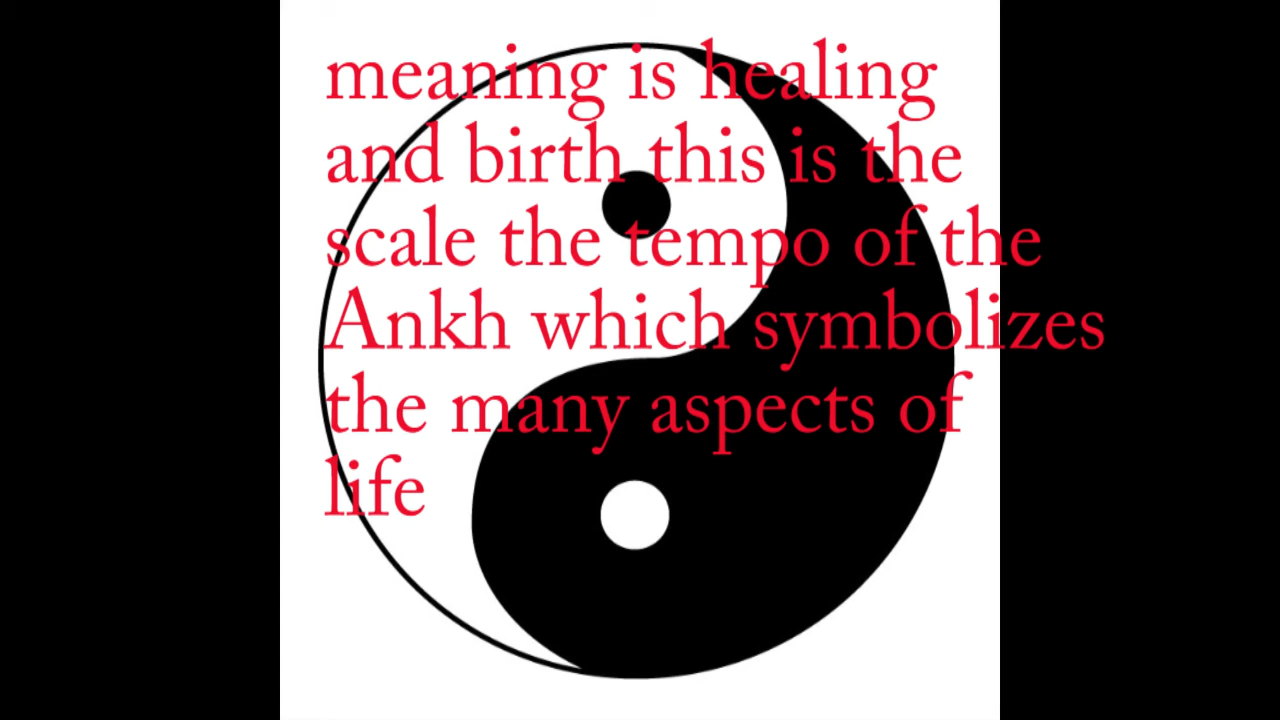 meaning is healing
and birth this is the
scale the tempo of the
Ankh which symbolizes
the many aspects of
life